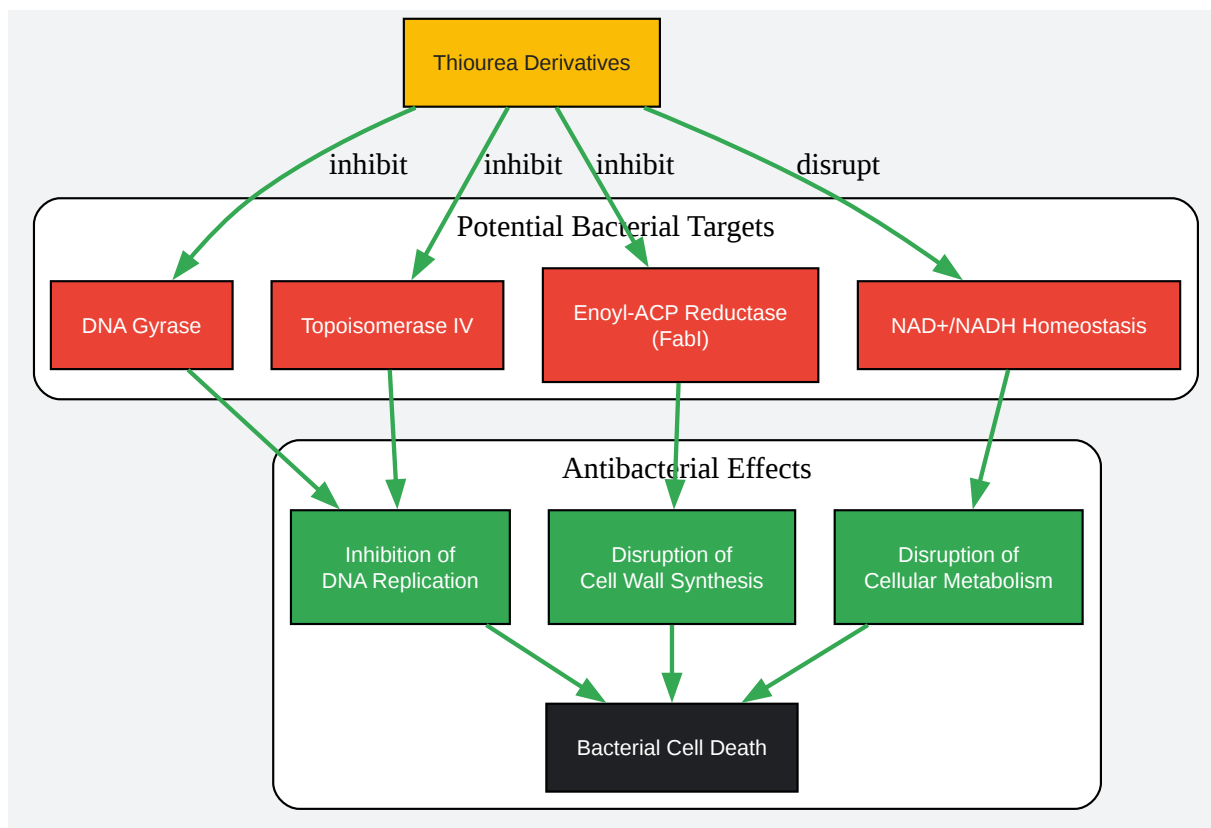 Thiourea Derivatives
inhibit
inhibit
inhibit
disrupt
Potential Bacterial Targets
DNA Gyrase
Topoisomerase IV
Enoyl-ACP Reductase
(FabI)
NAD+/NADH Homeostasis
Antibacterial Effects
Inhibition of
DNA Replication
Disruption of
Cell Wall Synthesis
Disruption of
Cellular Metabolism
Bacterial Cell Death